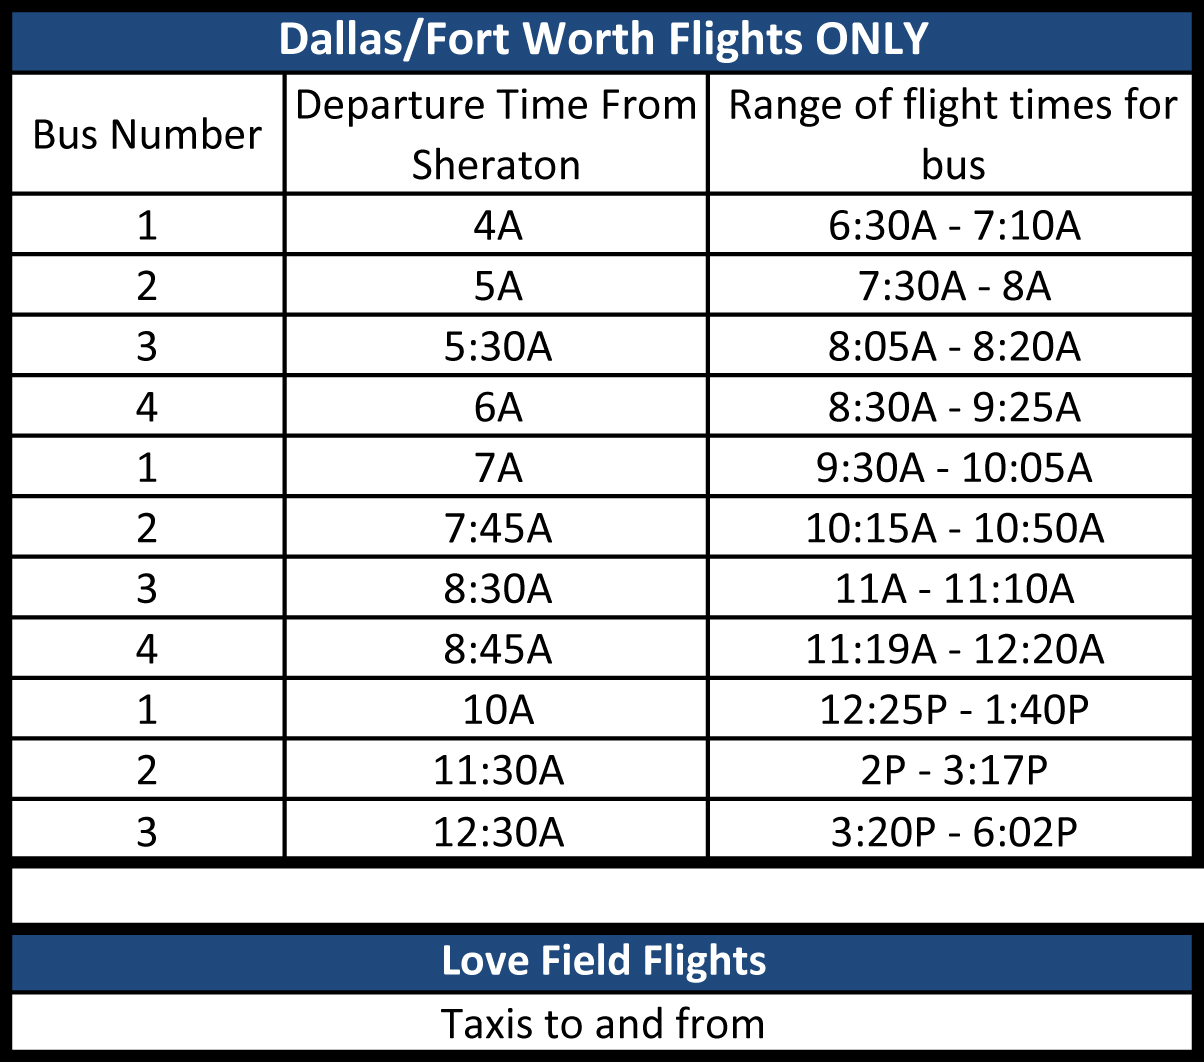 Dallas/Fort Worth Flights ONLY
Bus Number
Departure Time From
Sheraton
Range of flight times for
bus
1 4A 6:30A - 7:10A
2 5A 7:30A - 8A
3 5:30A 8:05A - 8:20A
4 6A 8:30A - 9:25A
1 7A 9:30A - 10:05A
2 7:45A 10:15A - 10:50A
3 8:30A 11A - 11:10A
4 8:45A 11:19A - 12:20A
1 10A 12:25P - 1:40P
2 11:30A 2P - 3:17P
3 12:30A 3:20P - 6:02P
Love Field Flights
Taxis to and from